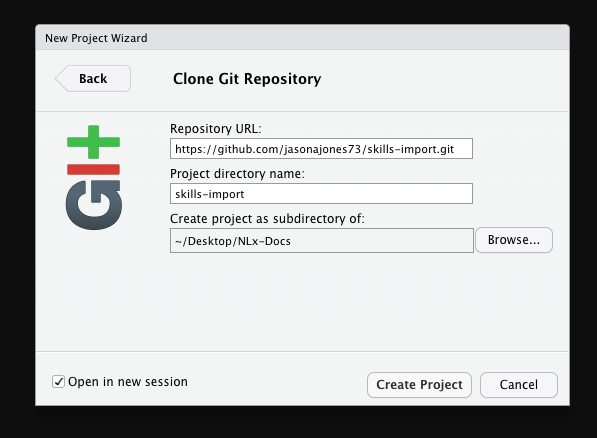 New Project Wizard
Back
Clone Git Repository
git
Repository URL:
https://github.com/jasonajones73/skills-import.git
Project directory name:
skills-import
Create project as subdirectory of:
~/Desktop/NLx-Docs
Browse...
Open in new session
Create Project
Cancel